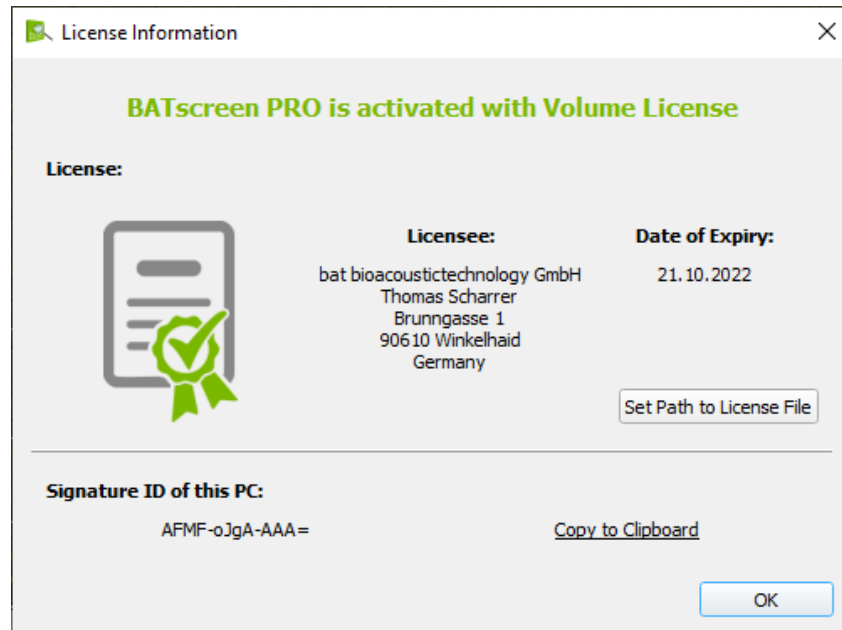 License Information
BATscreen PRO is activated with Volume License
License:
Licensee:
bat bioacoustictechnology GmbH
Thomas Scharrer
Brunngasse 1
90610 Winkelhaid
Germany
Date of Expiry:
21.10.2022
Set Path to License File
Signature ID of this PC:
AFMF-oJgA-AAA=
Copy to Clipboard
OK